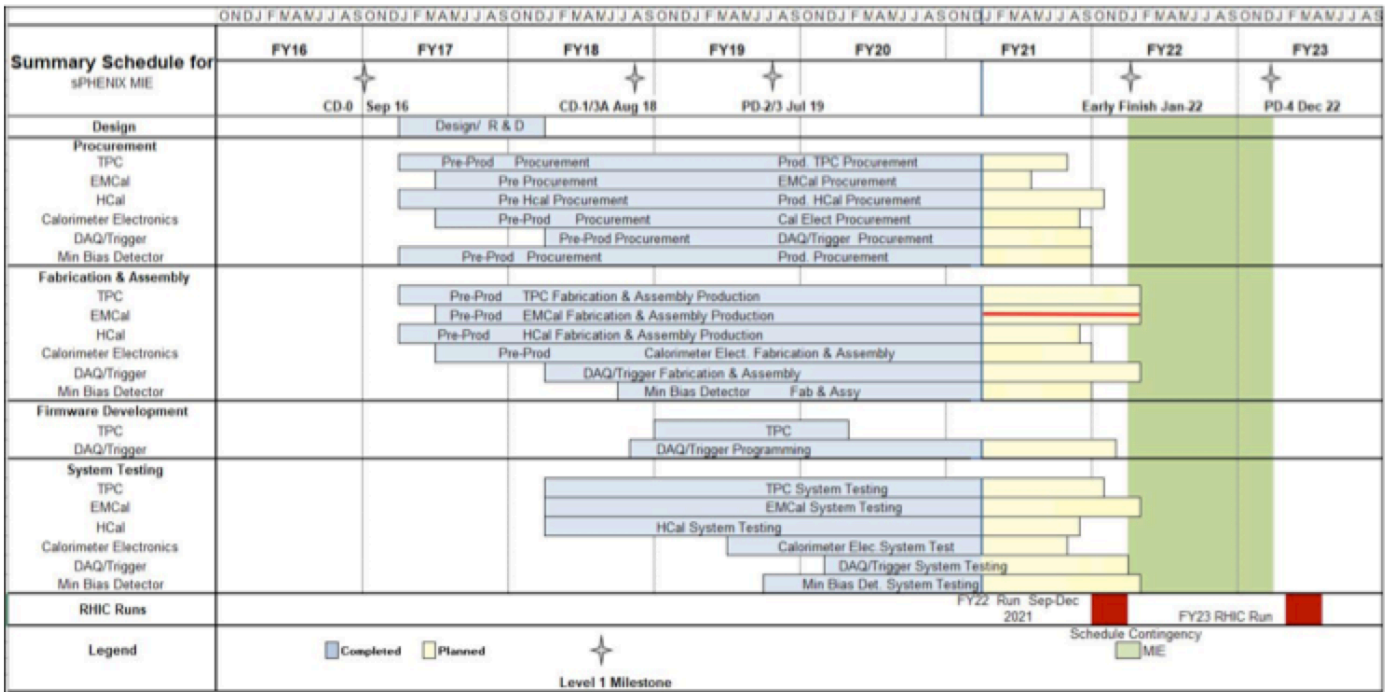 O N D J F M A M J J A S O N D J F M A M J J A S O N D J F M A M J J A S O N D J F M A M J J A S O N D J F M A M J J A S O N D J F M A M J J A S O N D J F M A M J J A S O N D J F M A M J J A S
FY16 FY17 FY18 FY19 FY20 FY21 FY22 FY23
Summary Schedule for
sPHENIX MIE
CD-0 Sep 16 CD-1/3A Aug 18 PD-2/3 Jul 19 Early Finish Jan-22 PD-4 Dec 22
Design Design/ R & D
Procurement
TPC Pre-Prod Procurement Prod. TPC Procurement
EMCal Pre Procurement EMCal Procurement
HCal Pre Hcal Procurement Prod. HCal Procurement
Calorimeter Electronics Pre-Prod Procurement Cal Elect Procurement
DAQ/Trigger Pre-Prod Procurement DAQ/Trigger Procurement
Min Bias Detector Pre-Prod Procurement Prod. Procurement
Fabrication & Assembly
TPC Pre-Prod TPC Fabrication & Assembly Production
EMCal Pre-Prod EMCal Fabrication & Assembly Production
HCal Pre-Prod HCal Fabrication & Assembly Production
Calorimeter Electronics Pre-Prod Calorimeter Elect. Fabrication & Assembly
DAQ/Trigger DAQ/Trigger Fabrication & Assembly
Min Bias Detector Min Bias Detector Fab & Assy
Firmware Development
TPC TPC
DAQ/Trigger DAQ/Trigger Programming
System Testing
TPC TPC System Testing
EMCal EMCal System Testing
HCal HCal System Testing
Calorimeter Electronics Calorimeter Elec.System Test
DAQ/Trigger DAQ/Trigger System Testing
Min Bias Detector Min Bias Det. System Testing
RHIC Runs FY22 Run Sep-Dec
2021 FY23 RHIC Run
Schedule Contingency
Legend Completed Planned MIE
Level 1 Milestone